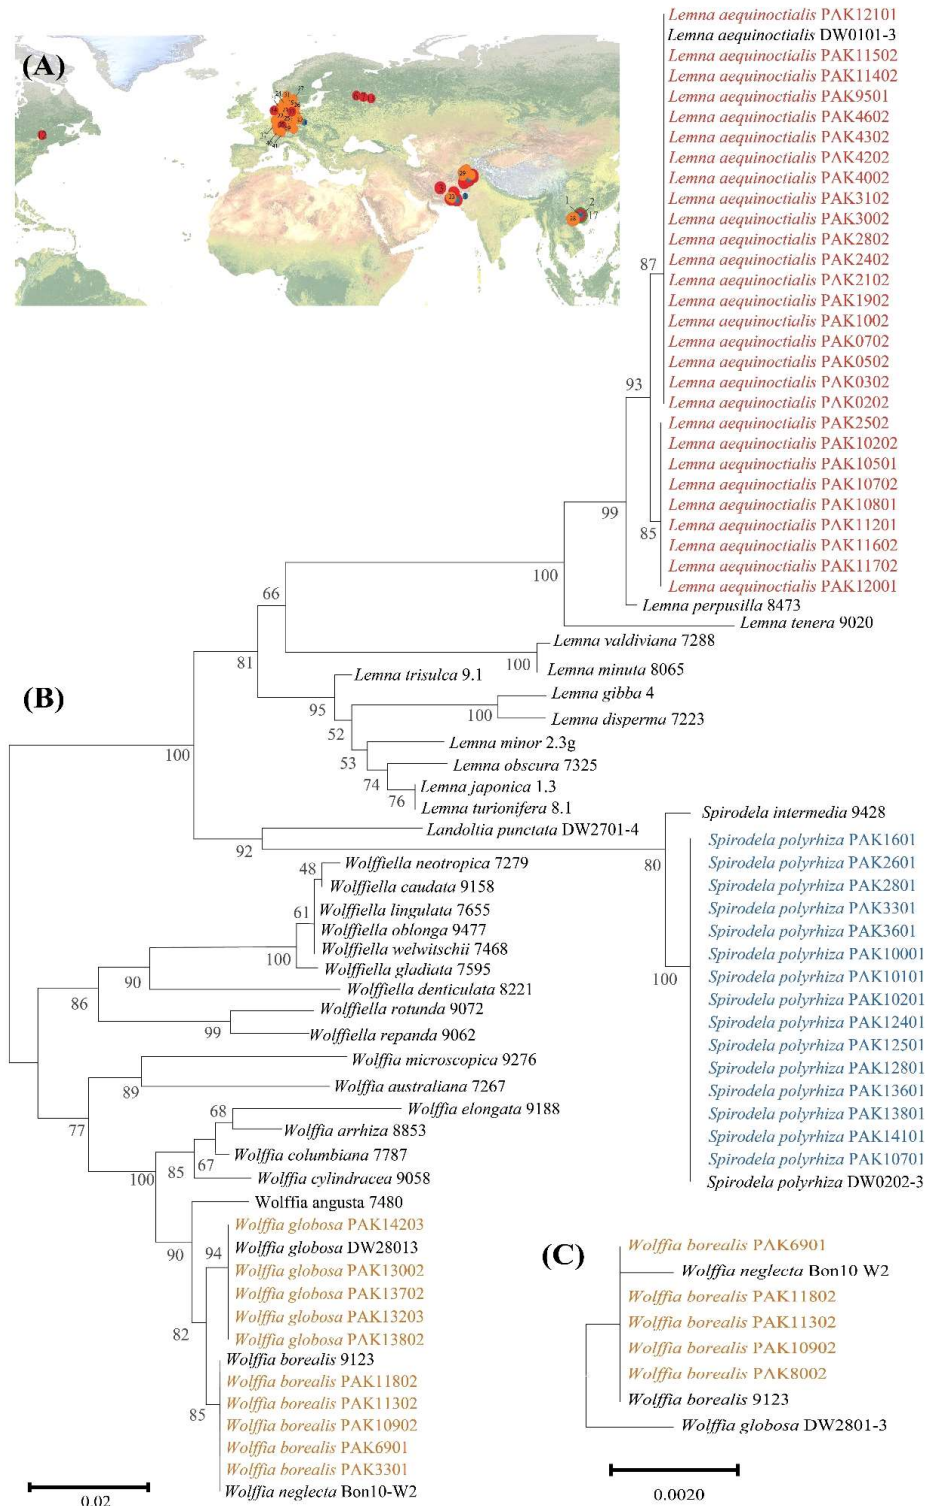 (A)
Lemna aequinoctialis PAK12101
Lemna aequinoctialis DW0101-3
Lemna aequinoctialis PAK11502
Lemna aequinoctialis PAK11402
Lemna aequinoctialis PAK9501
Lemna aequinoctialis PAK4602
Lemna aequinoctialis PAK4302
Lemna aequinoctialis PAK4202
Lemna aequinoctialis PAK4002
Lemna aequinoctialis PAK3102
Lemna aequinoctialis PAK3002
Lemna aequinoctialis PAK2802
Lemna aequinoctialis PAK2402
Lemna aequinoctialis PAK2102
Lemna aequinoctialis PAK1902
Lemna aequinoctialis PAK1002
Lemna aequinoctialis PAK0702
Lemna aequinoctialis PAK0502
Lemna aequinoctialis PAK0302
Lemna aequinoctialis PAK0202
Lemna aequinoctialis PAK2502
Lemna aequinoctialis PAK10202
Lemna aequinoctialis PAK10501
Lemna aequinoctialis PAK10702
Lemna aequinoctialis PAK10801
Lemna aequinoctialis PAK11201
Lemna aequinoctialis PAK11602
Lemna aequinoctialis PAK11702
Lemna aequinoctialis PAK12001
87
93
99
85
100
66
81
Lemna perpusilla 8473
Lemna tenera 9020
Lemna valdiviana 7288
100
Lemna minuta 8065
(B)
Lemna trisulca 9.1
95
Lemna gibba 4
100
Lemna disperma 7223
52
Lemna minor 2.3g
53
Lemna obscura 7325
74
Lemna japonica 1.3
76
Lemna turionifera 8.1
100
Landoltia punctata DW2701-4
92
80
Spirodela intermedia 9428
Spirodela polyrhiza PAK1601
Spirodela polyrhiza PAK2601
Spirodela polyrhiza PAK2801
Spirodela polyrhiza PAK3301
Spirodela polyrhiza PAK3601
Spirodela polyrhiza PAK10001
Spirodela polyrhiza PAK10101
Spirodela polyrhiza PAK10201
Spirodela polyrhiza PAK12401
Spirodela polyrhiza PAK12501
Spirodela polyrhiza PAK12801
Spirodela polyrhiza PAK13601
Spirodela polyrhiza PAK13801
Spirodela polyrhiza PAK14101
Spirodela polyrhiza PAK10701
Spirodela polyrhiza DW0202-3
100
48
Wolffiella neotropica 7279
Wolffiella caudata 9158
61
Wolffiella lingulata 7655
Wolffiella oblonga 9477
Wolffiella welwitschii 7468
100
Wolffiella gladiata 7595
90
Wolffiella denticulata 8221
86
Wolffiella rotunda 9072
99
Wolffiella repanda 9062
Wolffia microscopica 9276
89
Wolffia australiana 7267
77
68
Wolffia elongata 9188
Wolffia arrhiza 8853
67
Wolffia columbiana 7787
85
Wolffia cylindracea 9058
100
Wolffia angusta 7480
90
94
Wolffia globosa PAK14203
Wolffia globosa DW28013
Wolffia globosa PAK13002
Wolffia globosa PAK13702
Wolffia globosa PAK13203
Wolffia globosa PAK13802
82
Wolffia borealis 9123
Wolffia borealis PAK11802
Wolffia borealis PAK11302
Wolffia borealis PAK10902
Wolffia borealis PAK6901
Wolffia borealis PAK3301
Wolffia neglecta Bon10-W2
85
0.02
(C)
Wolffia borealis PAK6901
Wolffia neglecta Bon10 W2
Wolffia borealis PAK11802
Wolffia borealis PAK11302
Wolffia borealis PAK10902
Wolffia borealis PAK8002
Wolffia borealis 9123
Wolffia globosa DW2801-3
0.0020